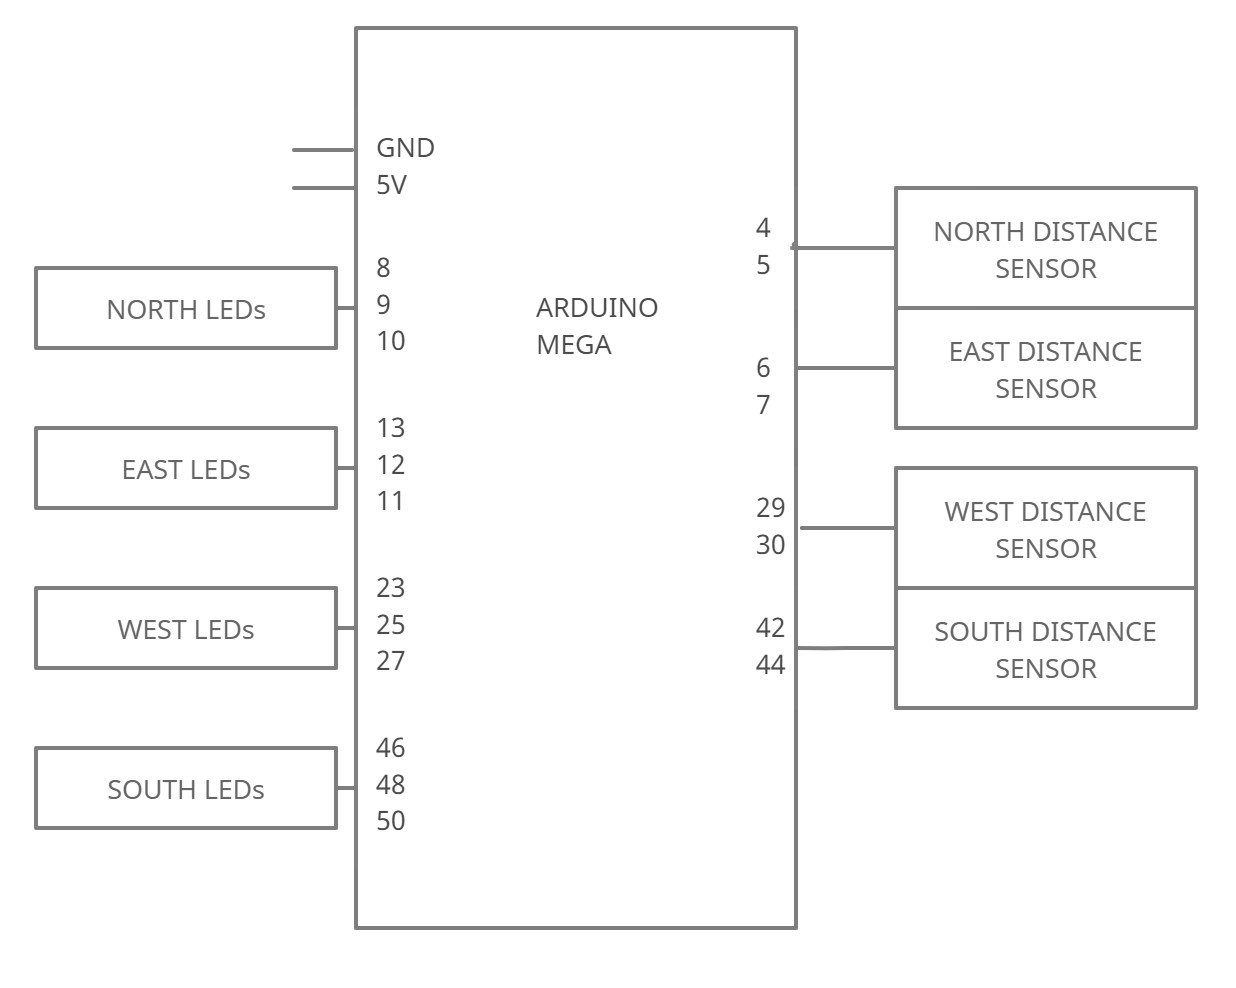 GND
5V
8
9
10
NORTH LEDs
13
12
11
EAST LEDs
23
25
27
WEST LEDs
46
48
50
SOUTH LEDs
ARDUINO
MEGA
4
5
NORTH DISTANCE
SENSOR
6
7
EAST DISTANCE
SENSOR
29
30
WEST DISTANCE
SENSOR
42
44
SOUTH DISTANCE
SENSOR